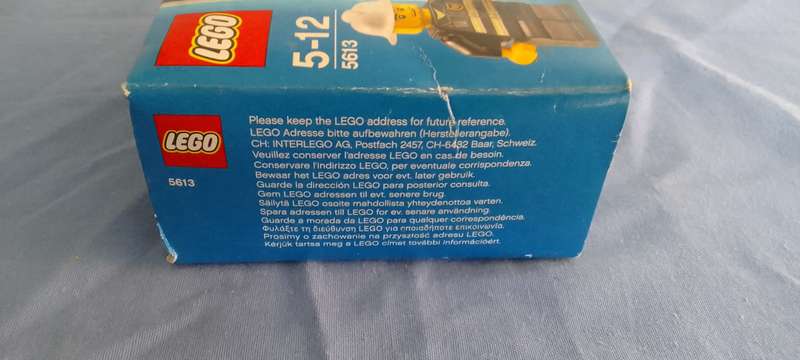 LEGO
5-12
5613
LEGO
5613
Please keep the LEGO address for future reference.
LEGO Adresse bitte aufbewahren (Herstellerangabe).
CH: INTERLEGO AG, Postfach 2457, CH-6432 Baar, Schweiz.
Veuillez conserver l'adresse LEGO en cas de besoin.
Conservare l'indirizzo LEGO, per eventuale corrispondenza.
Bewaar het LEGO adres voor evt. later gebruik.
Guarde la dirección LEGO para posterior consulta.
Gem LEGO adressen til evt. senere brug.
Säilytä LEGO osoite mahdollista yhteydenottoa varten.
Spara adressen till LEGO for ev. senare användning
Guarde a morada da LEGO para qualquer correspondência.
Φυλάξτε τη διεύθυνση LEGO για οποιαδήποτε επικοινωνία.
Prosimy o zachowanie na przyszłość adresu LEGO.
Kérjük tartsa meg a LEGO címet további információért.